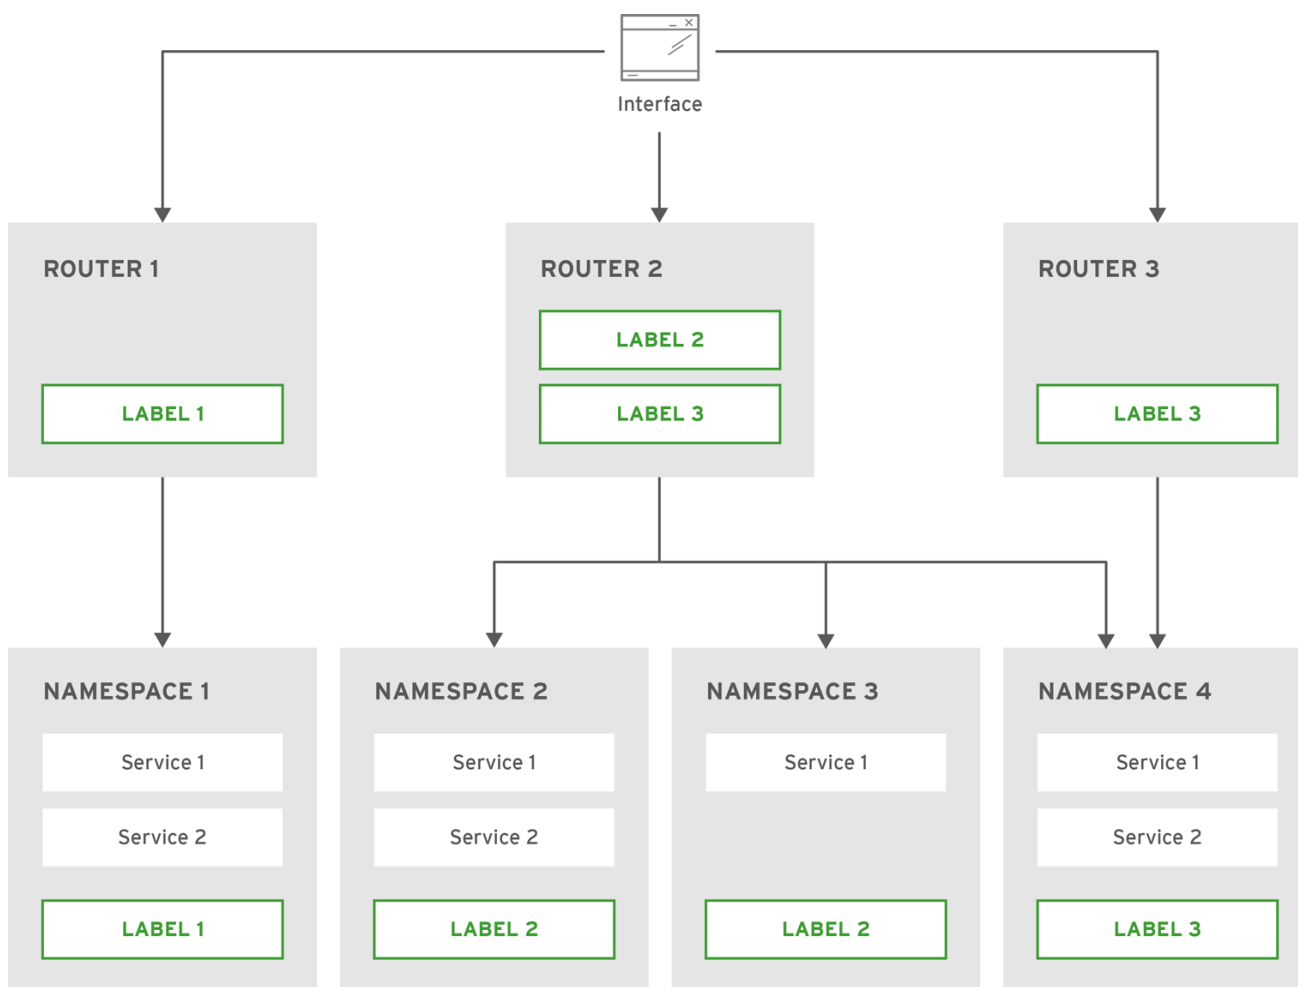 Interface
ROUTER 1
ROUTER 2
ROUTER 3
LABEL 2
LABEL 1
LABEL 3
LABEL 3
NAMESPACE 1
NAMESPACE 2
NAMESPACE 3
NAMESPACE 4
Service 1
Service 1
Service 1
Service 1
Service 2
Service 2
Service 2
LABEL 1
LABEL 2
LABEL 2
LABEL 3